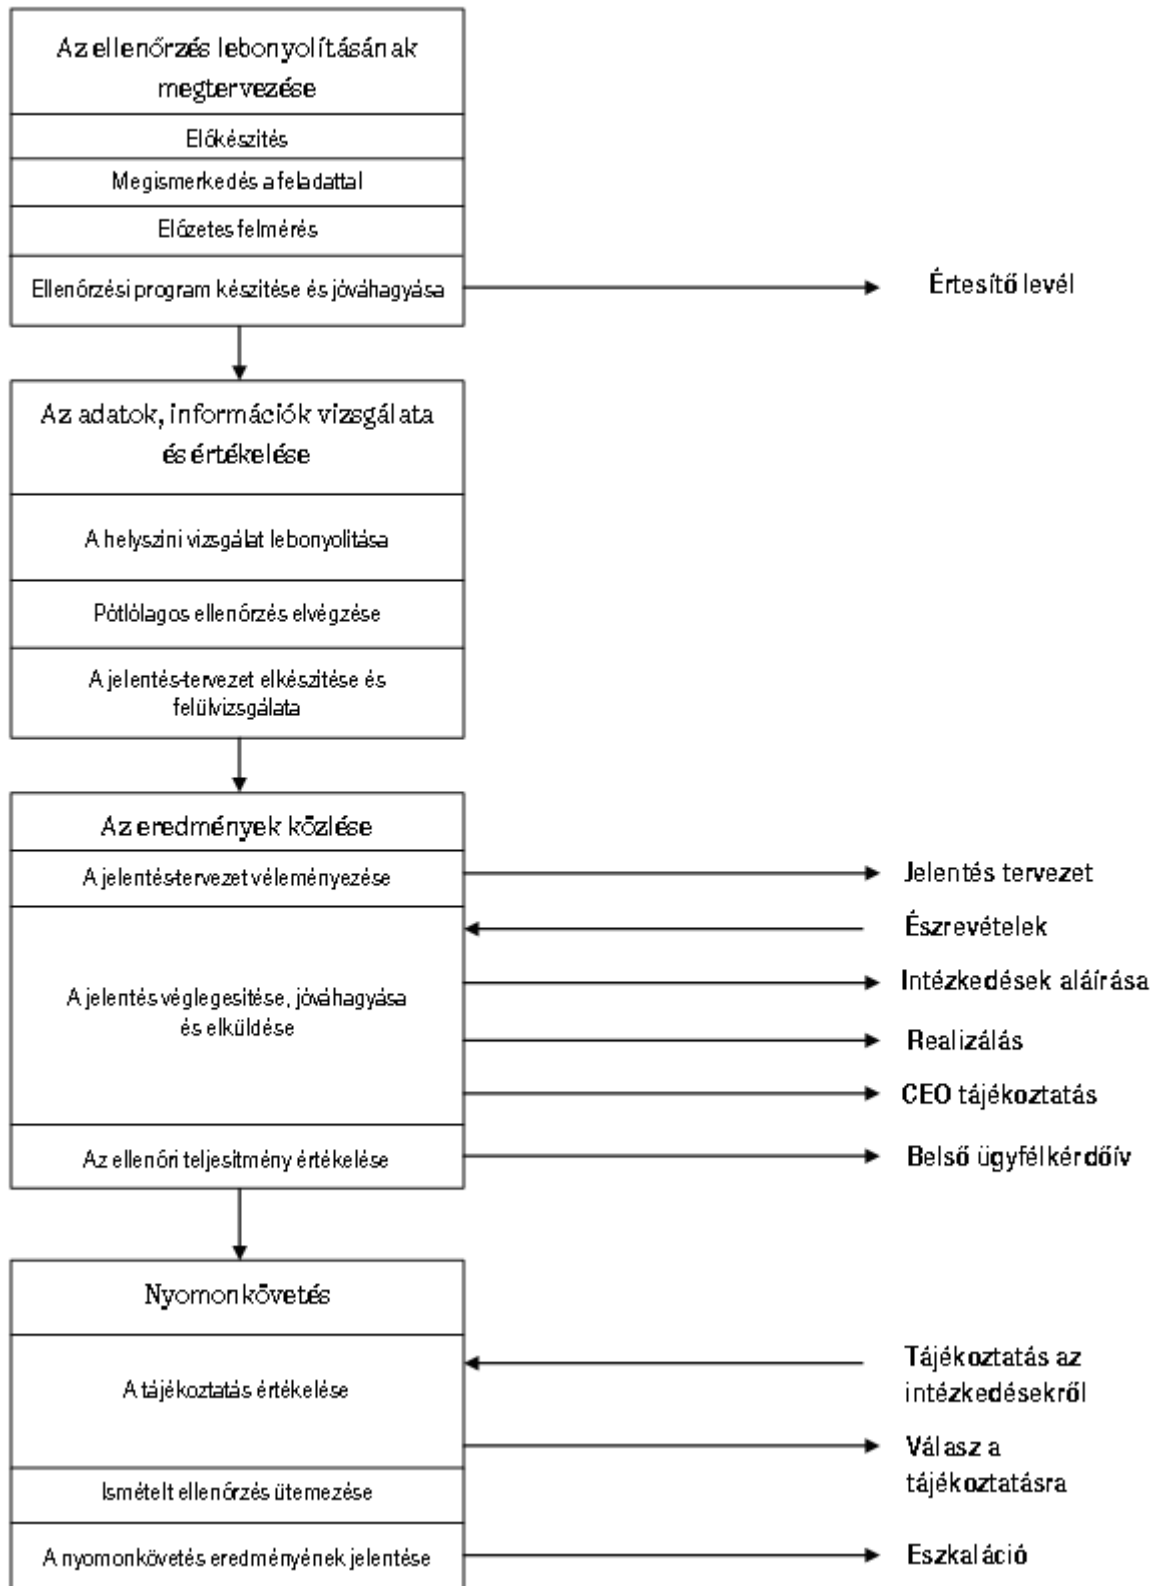 Az ellenőrzés lebonyolításának
megtervezése
Előkészítés
Megismerkedés a feladattal
Előzetes felmérés
Ellenőrzési program készítése és jóváhagyása
Értesítő levél
Az adatok, információk vizsgálata
és értékelése
A helyszíni vizsgálat lebonyolítása
Pótlólagos ellenőrzés elvégzése
A jelentés-tervezet elkészítése és
felülvizsgálata
Az eredmények közlése
A jelentés-tervezet véleményezése
Jelentés tervezet
Észrevételek
A jelentés véglegesítése, jóváhagyása
és elküldése
Intézkedések aláírása
Realizálás
CEO tájékoztatás
Az ellenőri teljesítmény értékelése
Belső ügyfélkérdőív
Nyomonkövetés
A tájékoztatás értékelése
Tájékoztatás az
intézkedésekről
Válasz a
tájékoztatásra
Ismételt ellenőrzés ütemezése
A nyomonkövetés eredményének jelentése
Eszkaláció